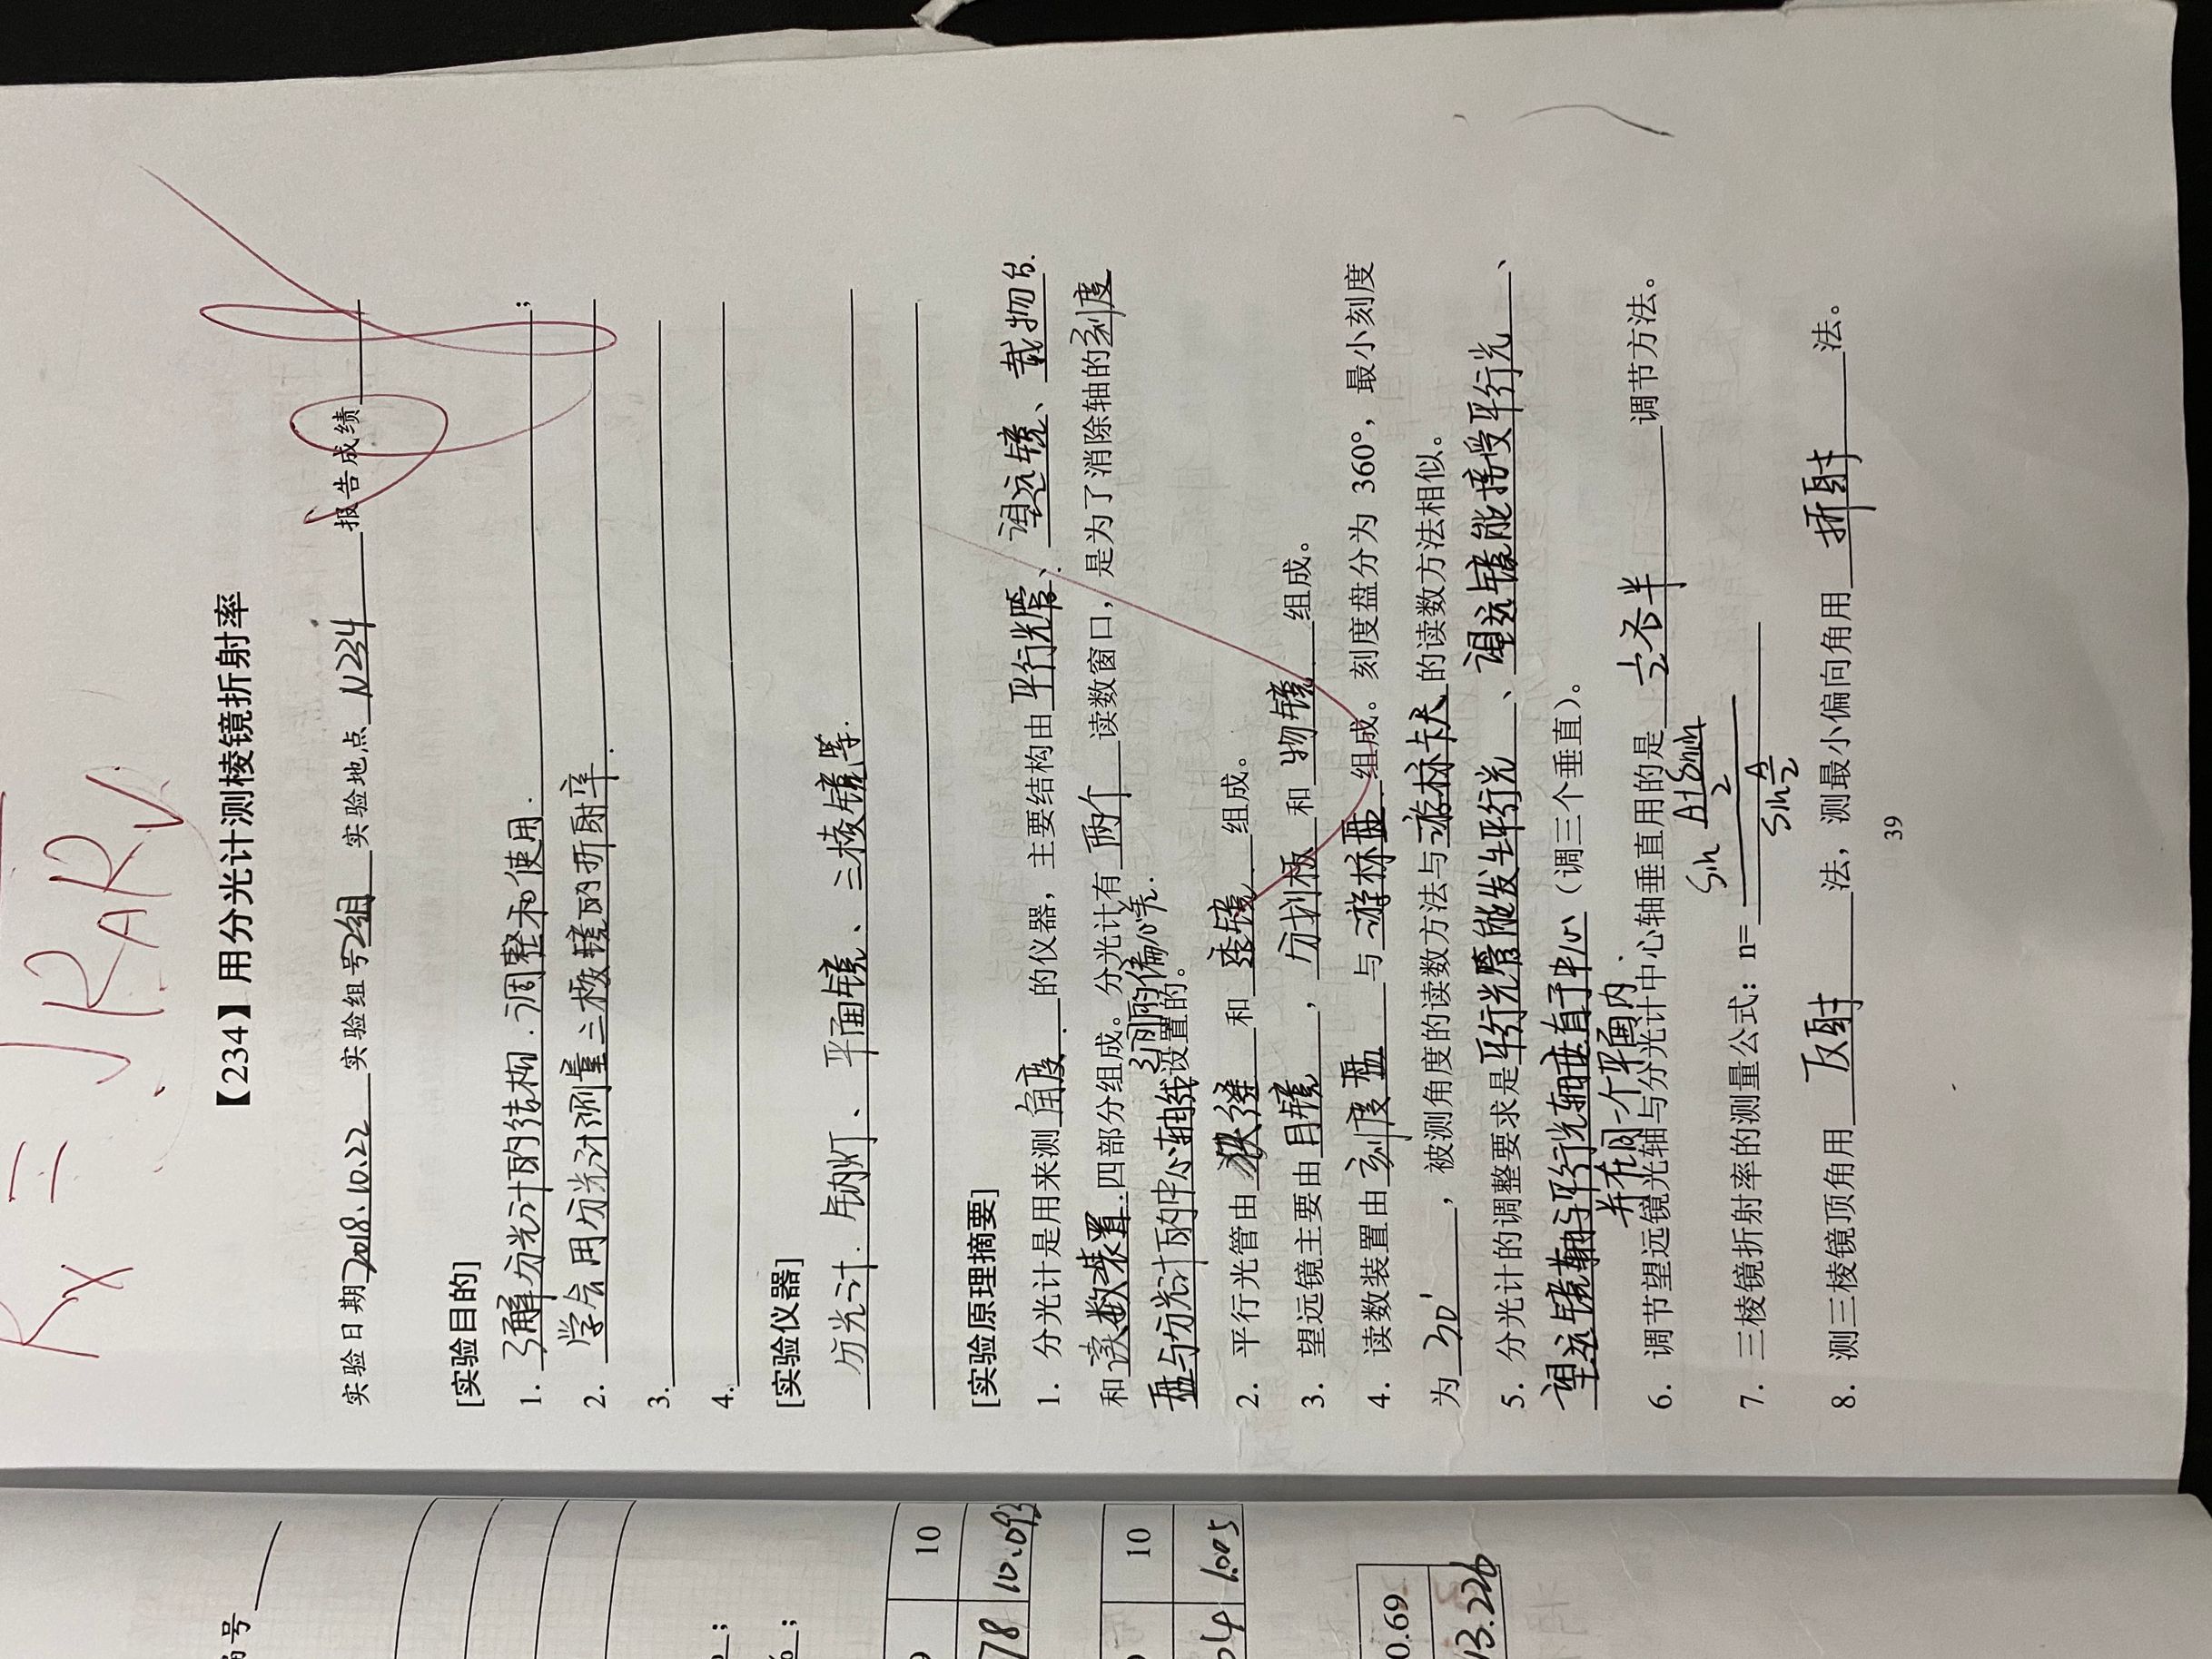 Rx = √RARV
【234】用分光计测棱镜折射率
编号
实验日期2018.10.22 实验组号2组 实验地点 N234 报告成绩
[实验目的]
1. 了解分光计的结构.调整和使用. ;
2. 学会用分光计测量三棱镜的折射率.
3.
4.
% ;
[实验仪器]
分光计. 钠灯、平面镜、三棱镜等.
9 10
78 10.093
[实验原理摘要]
1. 分光计是用来测 角度. 的仪器，主要结构由平行光管、望远镜、载物台.
和读数装置.四部分组成。分光计有 两个 读数窗口，是为了消除轴的刻度
盘与分光计的中心轴线之间的偏心差.设置的。
10
04 1.005
2. 平行光管由 狭缝 和 透镜 组成。
3. 望远镜主要由目镜 ， 分划板 和 物镜 组成。
4. 读数装置由刻度盘 与 游标盘.组成。刻度盘分为 360°，最小刻度
为 30′ ，被测角度的读数方法与游标卡尺的读数方法相似。
0.69
13.226
5. 分光计的调整要求是平行光管能发生平行光 、望远镜能接受平行光 、
望远镜轴与平行光轴垂直于中心（调三个垂直）。
并在同一个平面内.
6. 调节望远镜光轴与分光计中心轴垂直用的是 ½各半 调节方法。
7. 三棱镜折射率的测量公式：n= sin (A+δmin)/2 / sin A/2
8. 测三棱镜顶角用 反射 法，测最小偏向角用 折射 法。
39